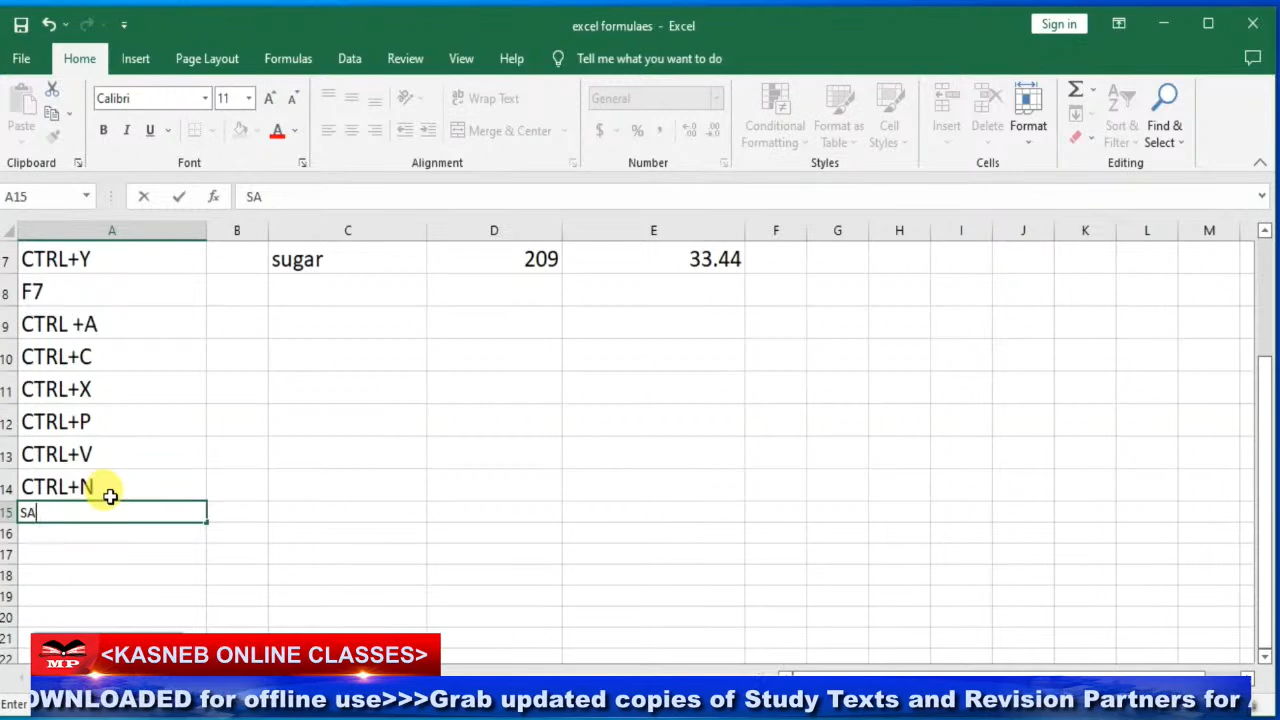 excel formulaes - Excel
Sign in
File Home Insert Page Layout Formulas Data Review View Help Tell me what you want to do
Paste
Calibri 11 A A
B I U A
Wrap Text
Merge & Center
General
$ % ,
Conditional Formatting
Format as Table
Cell Styles
Insert Delete Format
Sort & Filter
Find & Select
Clipboard Font Alignment Number Styles Cells Editing
A15 fx SA
A B C D E F G H I J K L M
7 CTRL+Y sugar 209 33.44
8 F7
9 CTRL +A
10 CTRL+C
11 CTRL+X
12 CTRL+P
13 CTRL+V
14 CTRL+N
15 SA
16
17
18
19
20
21
22
MP <KASNEB ONLINE CLASSES>
OWNLOADED for offline use>>>Grab updated copies of Study Texts and Revision Partners for
Enter